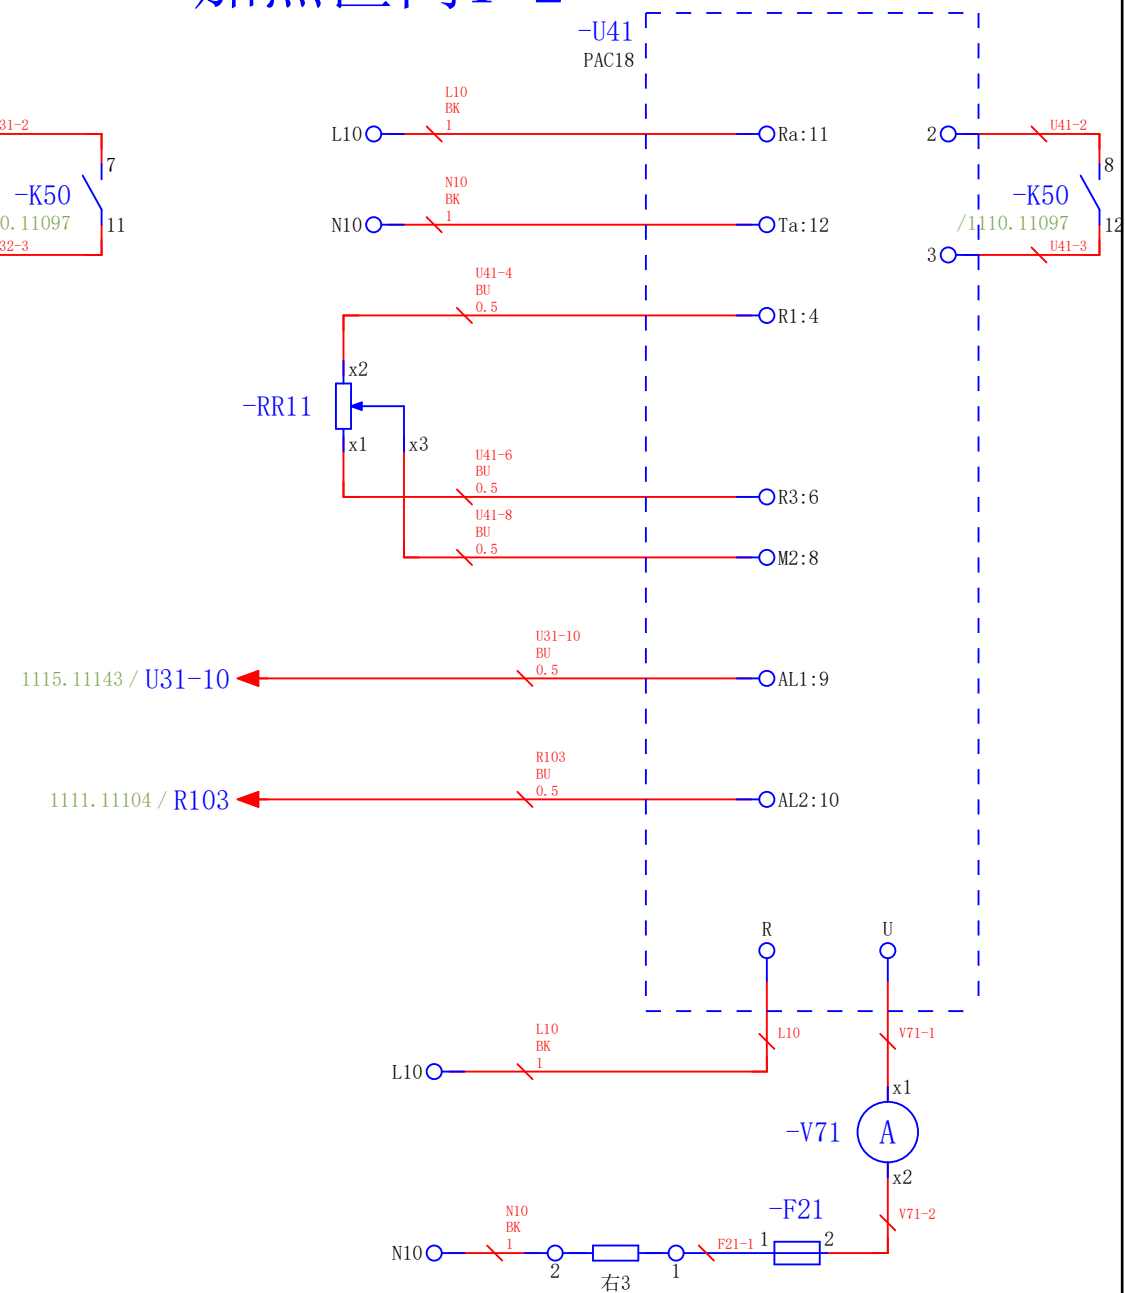 -U41
PAC18
L10
BK
1
L10
Ra:11
2
U41-2
31-2
7
-K50
0.11097
11
32-3
8
-K50
/1110.11097
12
N10
BK
1
N10
Ta:12
3
U41-3
U41-4
BU
0.5
R1:4
x2
-RR11
x1
x3
U41-6
BU
0.5
R3:6
U41-8
BU
0.5
M2:8
U31-10
BU
0.5
1115.11143 / U31-10
AL1:9
R103
BU
0.5
1111.11104 / R103
AL2:10
R
U
L10
BK
1
L10
V71-1
L10
x1
-V71
A
x2
V71-2
-F21
N10
BK
1
F21-1
1
2
N10
2
右3
1